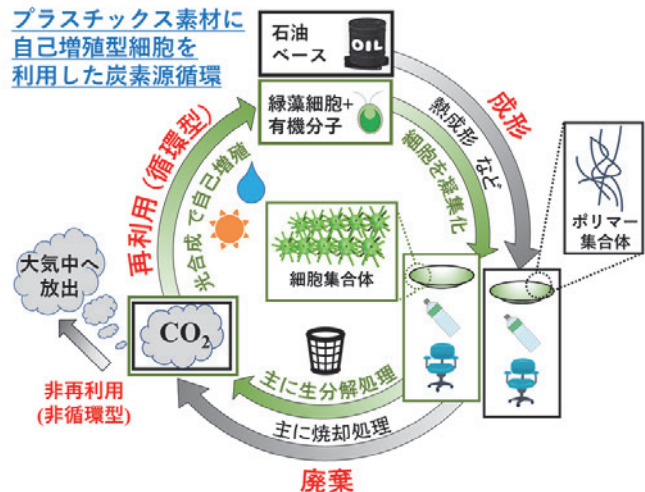 プラスチックス素材に
自己増殖型細胞を
利用した炭素源循環
石油
ベース
OIL
緑藻細胞+
有機分子
成形
熱成形 など
細胞を凝集化
ポリマー
集合体
再利用(循環型)
光合成で自己増殖
細胞集合体
大気中へ
放出
CO₂
非再利用
(非循環型)
主に生分解処理
主に焼却処理
廃棄